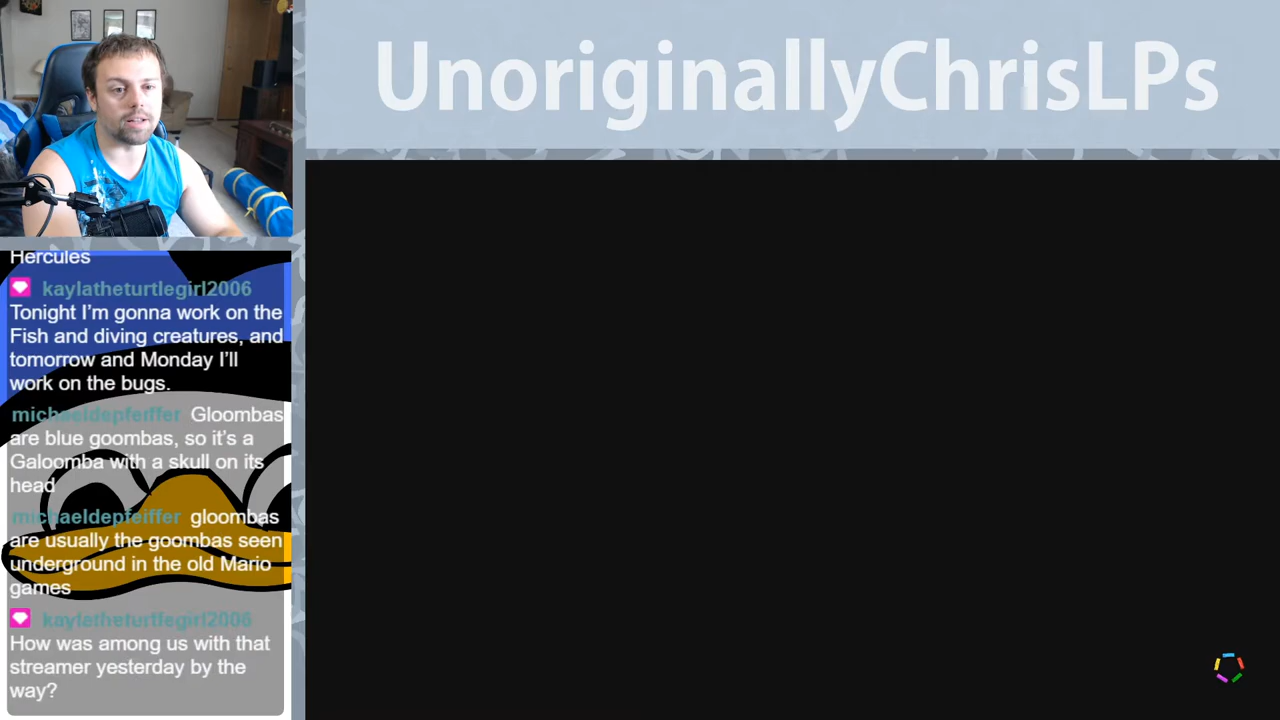 UnoriginallyChrisLPs
Hercules
kaylatheturtlegirl2006
Tonight I’m gonna work on the
Fish and diving creatures, and
tomorrow and Monday I’ll
work on the bugs.
michaeldepfeiffer Gloombas
are blue goombas, so it’s a
Galoomba with a skull on its
head
michaeldepfeiffer gloombas
are usually the goombas seen
underground in the old Mario
games
kaylatheturtlegirl2006
How was among us with that
streamer yesterday by the
way?